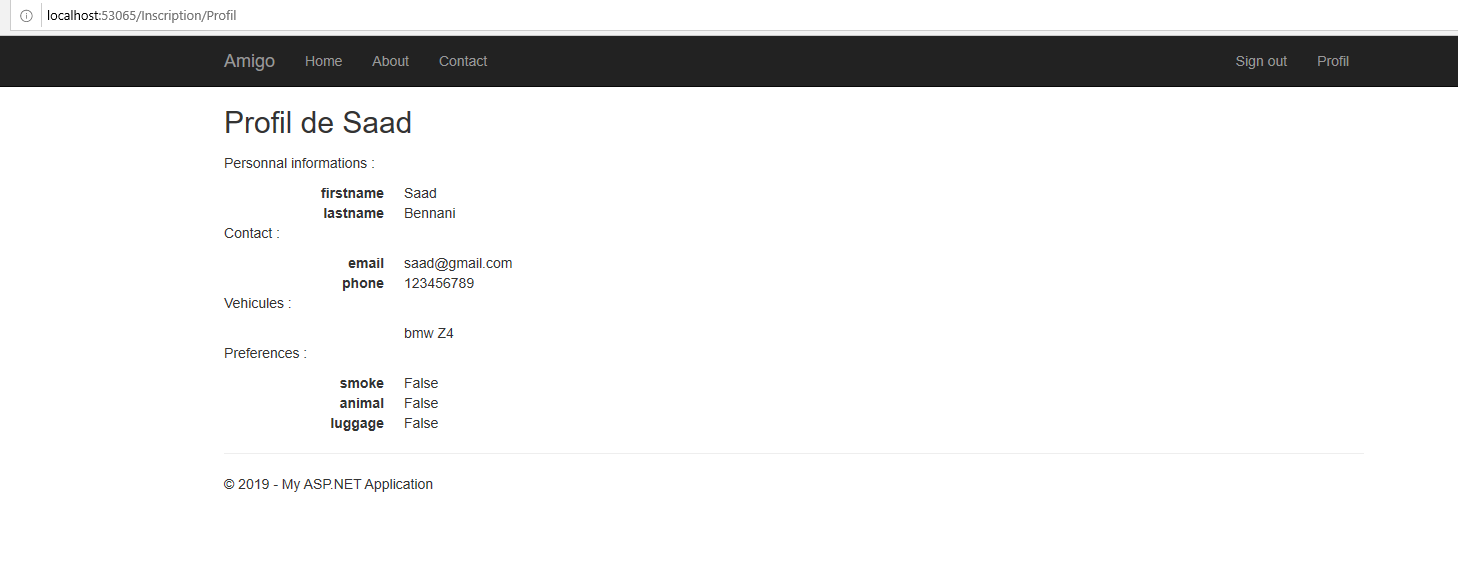 localhost:53065/Inscription/Profil
Amigo Home About Contact Sign out Profil
Profil de Saad
Personnal informations :
firstname Saad
lastname Bennani
Contact :
email saad@gmail.com
phone 123456789
Vehicules :
bmw Z4
Preferences :
smoke False
animal False
luggage False
© 2019 - My ASP.NET Application